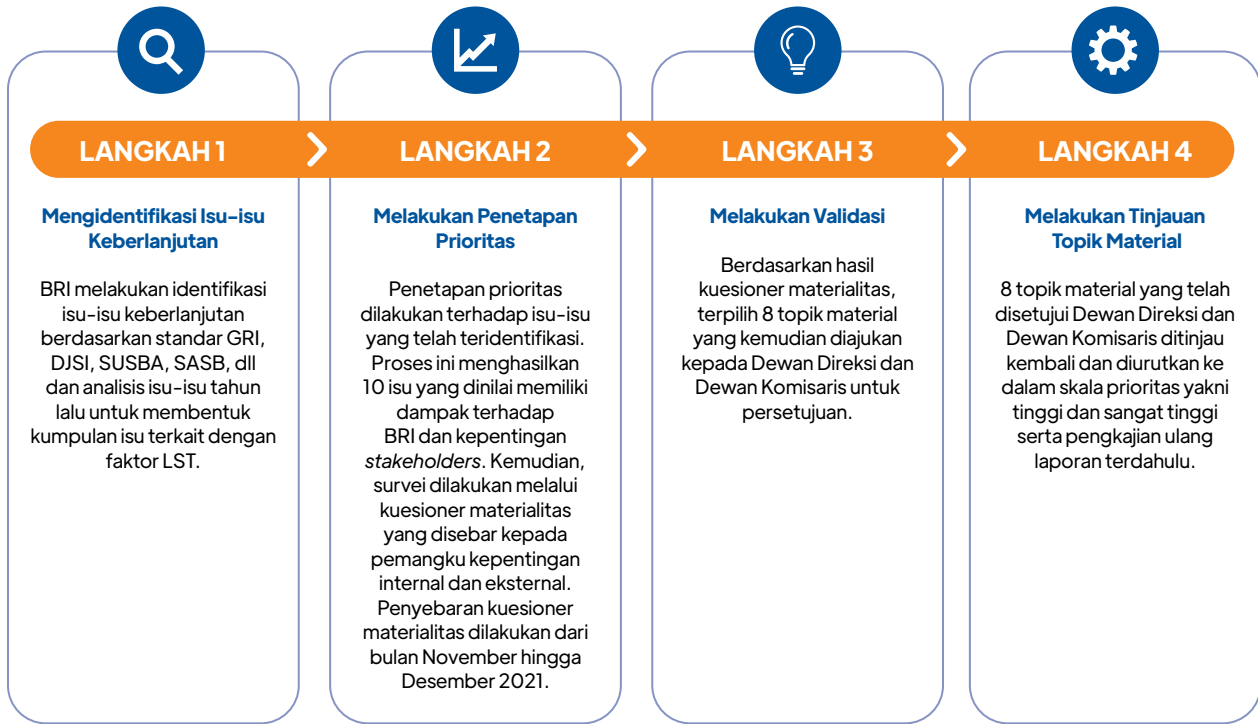 LANGKAH 1
Mengidentifikasi Isu-isu
Keberlanjutan
BRI melakukan identifikasi
isu-isu keberlanjutan
berdasarkan standar GRI,
DJSI, SUSBA, SASB, dll
dan analisis isu-isu tahun
lalu untuk membentuk
kumpulan isu terkait dengan
faktor LST.
LANGKAH 2
Melakukan Penetapan
Prioritas
Penetapan prioritas
dilakukan terhadap isu-isu
yang telah teridentifikasi.
Proses ini menghasilkan
10 isu yang dinilai memiliki
dampak terhadap
BRI dan kepentingan
stakeholders. Kemudian,
survei dilakukan melalui
kuesioner materialitas
yang disebar kepada
pemangku kepentingan
internal dan eksternal.
Penyebaran kuesioner
materialitas dilakukan dari
bulan November hingga
Desember 2021.
LANGKAH 3
Melakukan Validasi
Berdasarkan hasil
kuesioner materialitas,
terpilih 8 topik material
yang kemudian diajukan
kepada Dewan Direksi dan
Dewan Komisaris untuk
persetujuan.
LANGKAH 4
Melakukan Tinjauan
Topik Material
8 topik material yang telah
disetujui Dewan Direksi dan
Dewan Komisaris ditinjau
kembali dan diurutkan ke
dalam skala prioritas yakni
tinggi dan sangat tinggi
serta pengkajian ulang
laporan terdahulu.